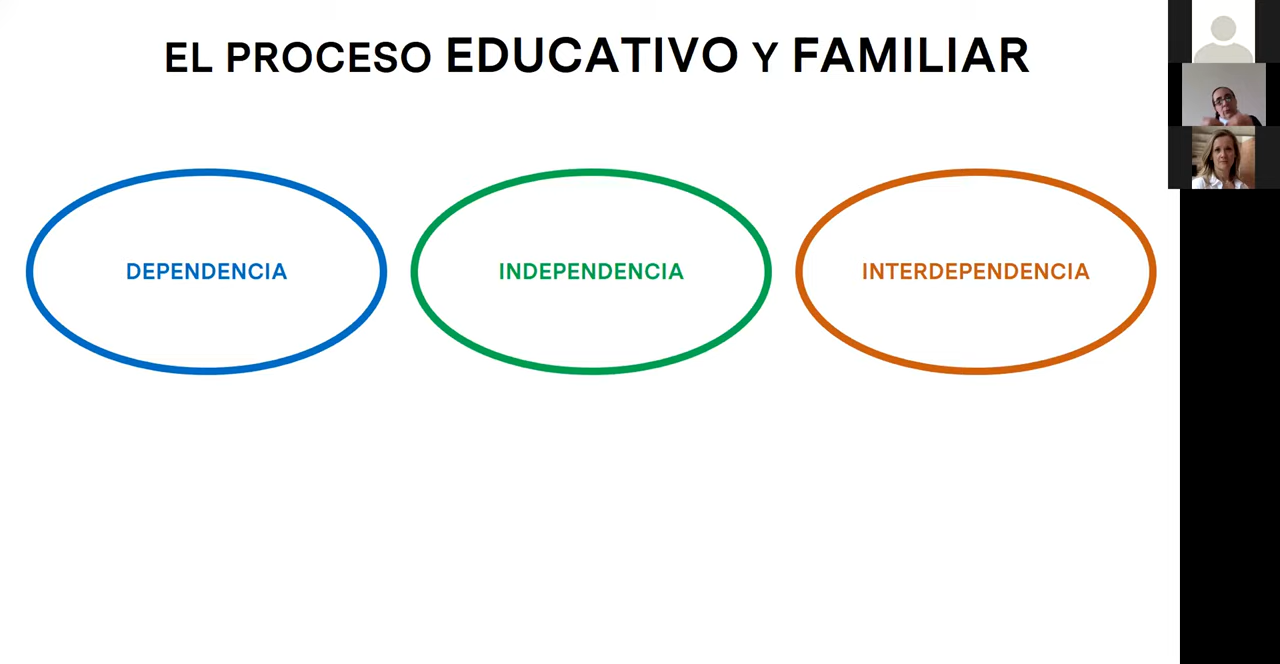 EL PROCESO EDUCATIVO Y FAMILIAR
DEPENDENCIA
INDEPENDENCIA
INTERDEPENDENCIA